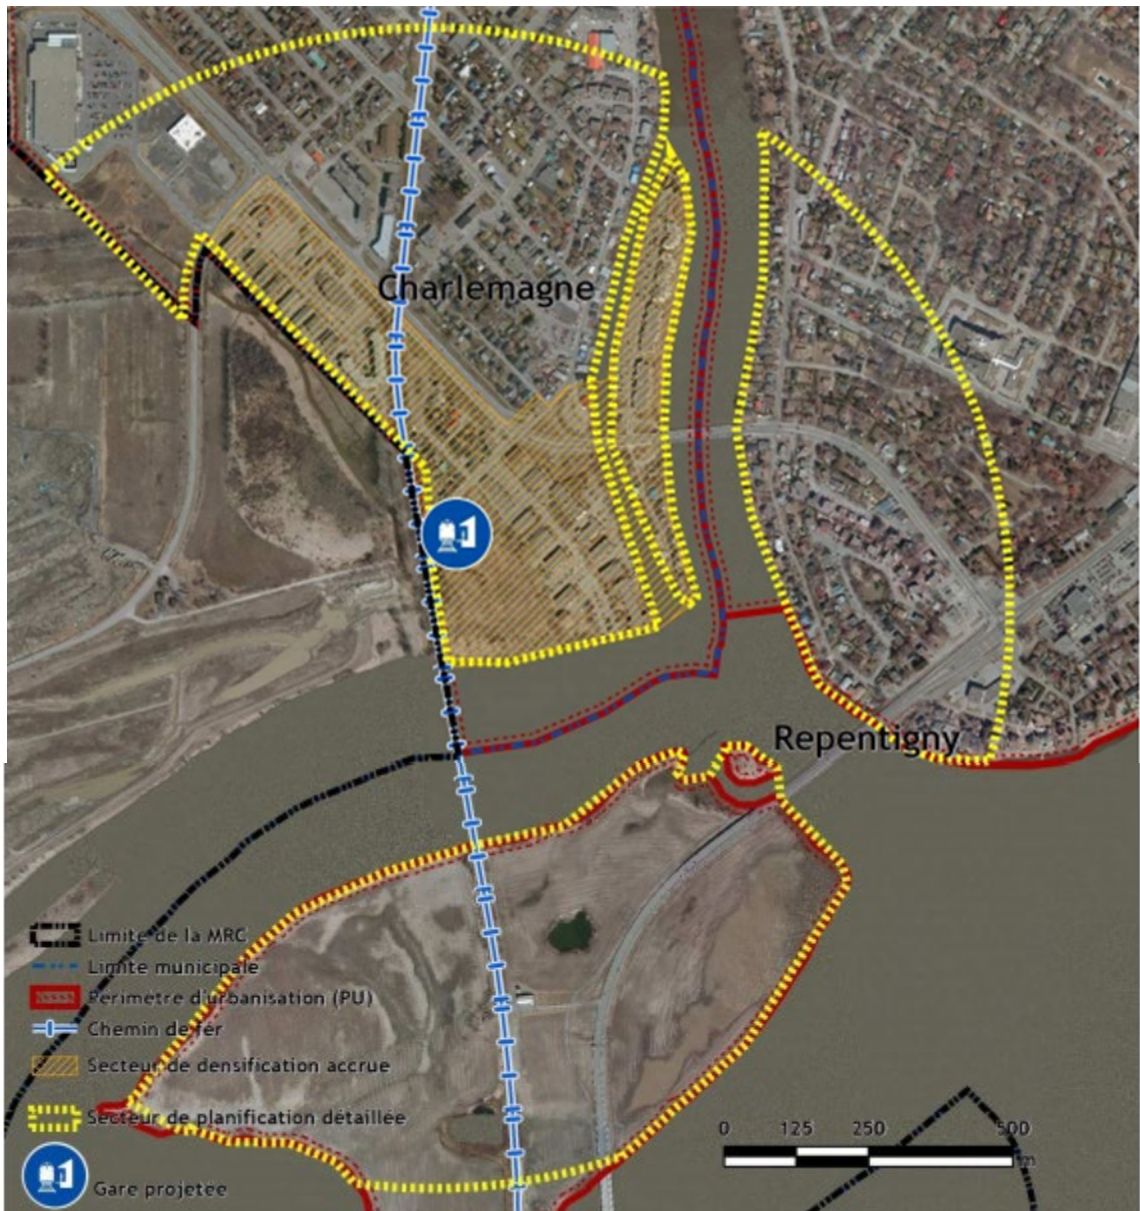 Charlemagne
Repentigny
Limite de la MRC
Limite municipale
Périmètre d'urbanisation (PU)
Chemin de fer
Secteur de densification accrue
Secteur de planification détaillée
Gare projetée
0 125 250 500
m